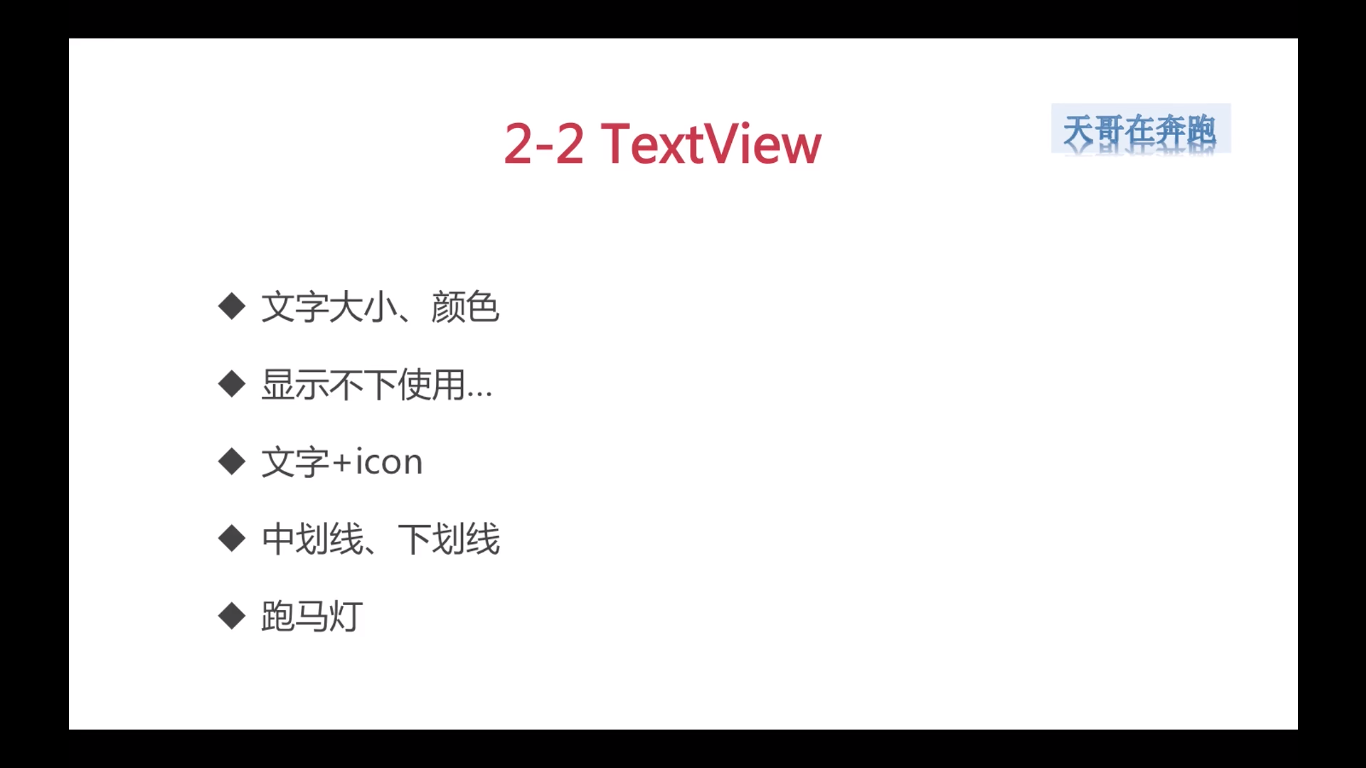 2-2 TextView
天哥在奔跑
◆ 文字大小、颜色
◆ 显示不下使用...
◆ 文字+icon
◆ 中划线、下划线
◆ 跑马灯